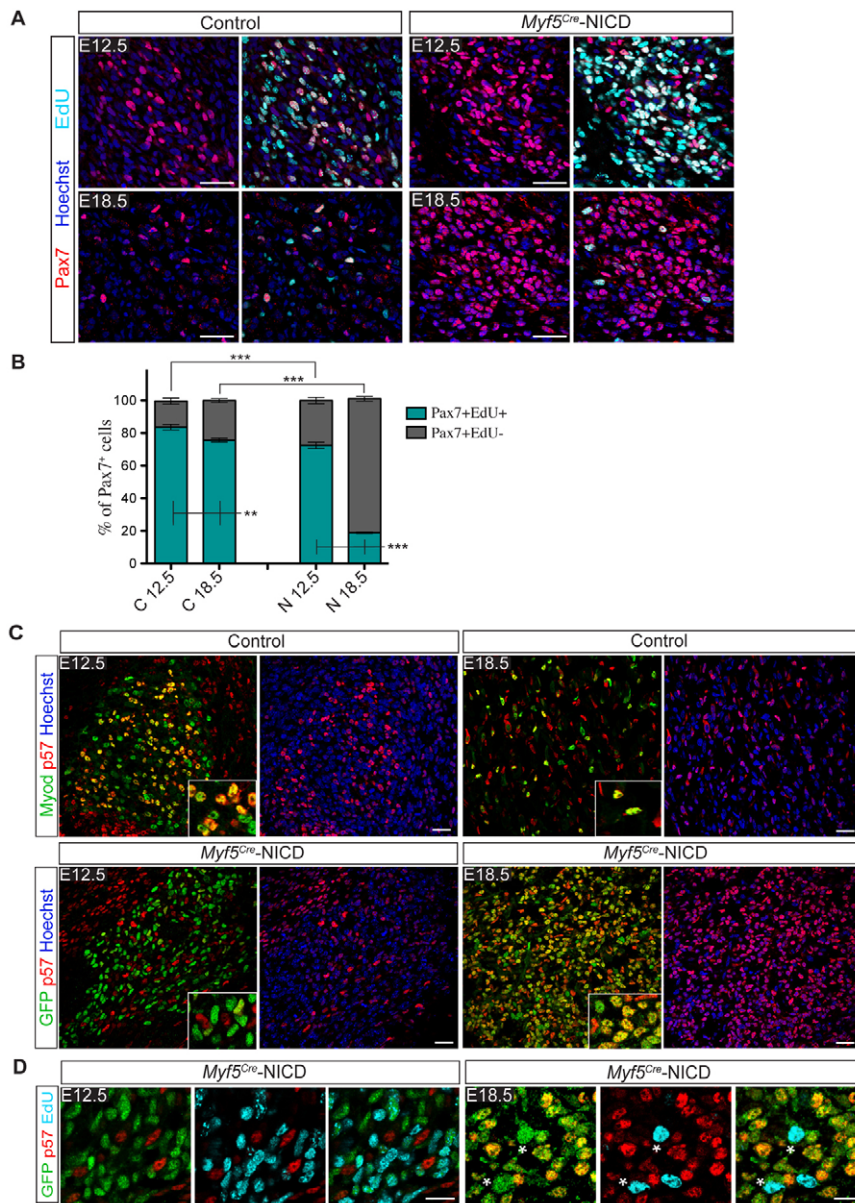 A
Control
Myf5Cre-NICD
E12.5
E12.5
E18.5
E18.5
Pax7 Hoechst EdU
B
% of Pax7+ cells
100
80
60
40
20
0
***
***
**
***
C 12.5
C 18.5
N 12.5
N 18.5
Pax7+EdU+
Pax7+EdU-
C
Control
Control
E12.5
E18.5
Myod p57 Hoechst
Myf5Cre-NICD
Myf5Cre-NICD
E12.5
E18.5
GFP p57 Hoechst
D
Myf5Cre-NICD
Myf5Cre-NICD
E12.5
E18.5
GFP p57 EdU
* * *
* * *